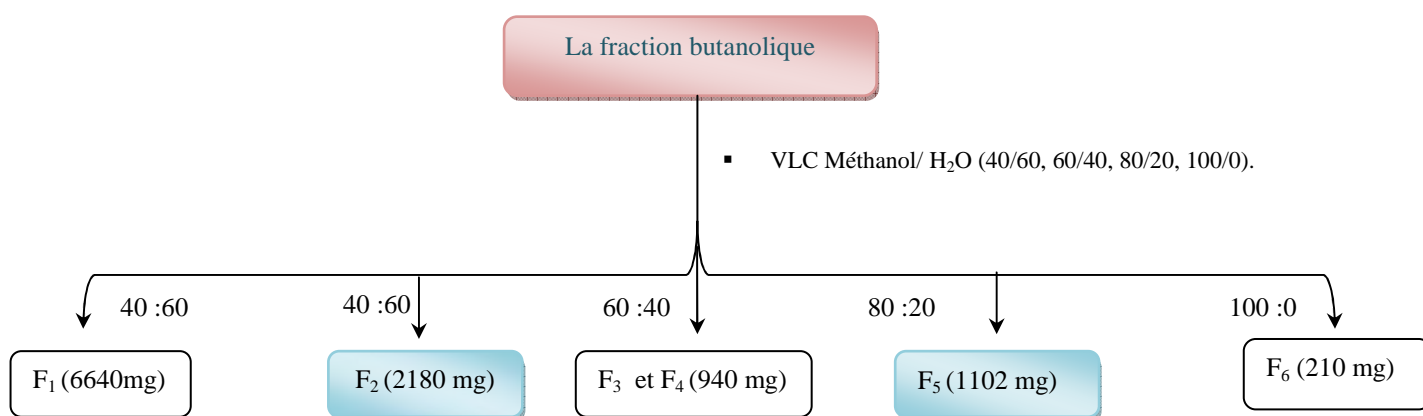 La fraction butanolique
▪ VLC Méthanol/ H₂O (40/60, 60/40, 80/20, 100/0).
40 :60
40 :60
60 :40
80 :20
100 :0
F₁ (6640mg)
F₂ (2180 mg)
F₃ et F₄ (940 mg)
F₅ (1102 mg)
F₆ (210 mg)